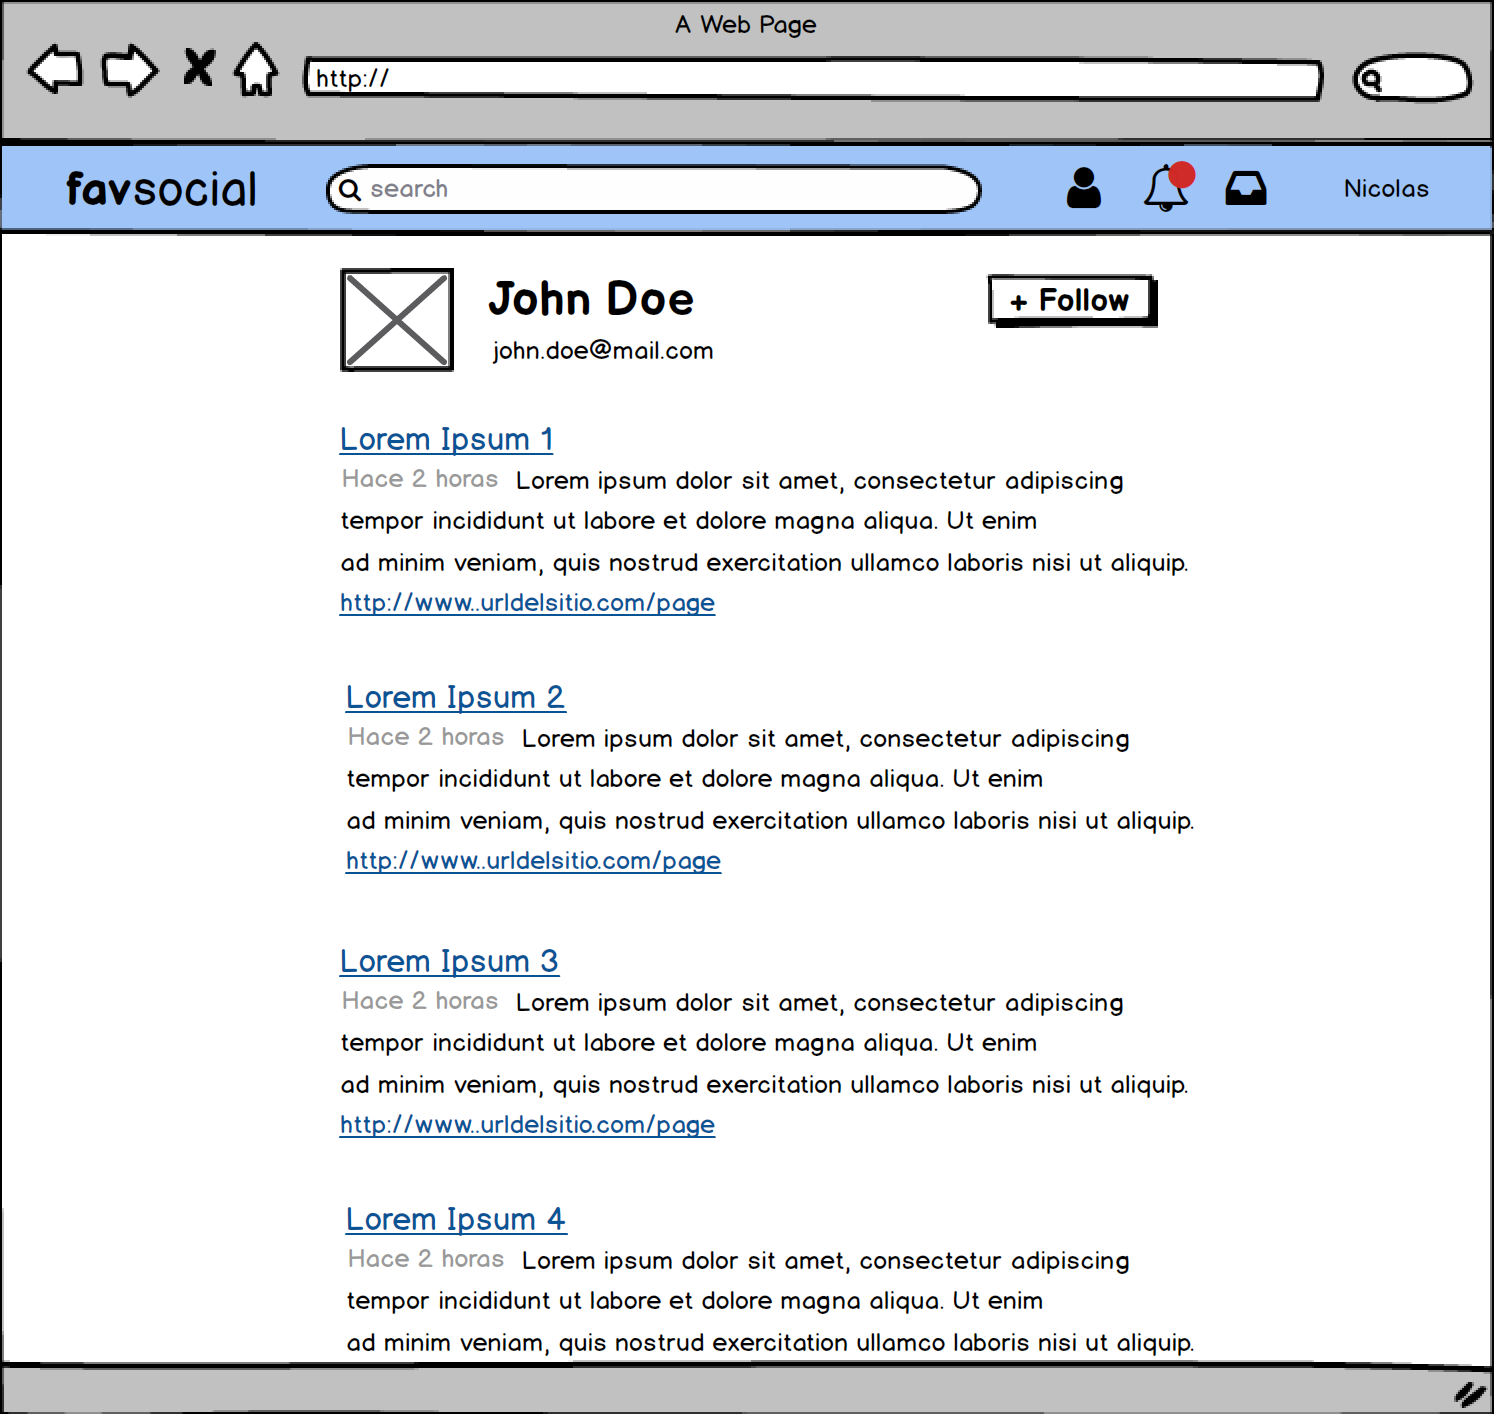 A Web Page
http://
favsocial
search
Nicolas
John Doe
+ Follow
john.doe@mail.com
Lorem Ipsum 1
Hace 2 horas Lorem ipsum dolor sit amet, consectetur adipiscing
tempor incididunt ut labore et dolore magna aliqua. Ut enim
ad minim veniam, quis nostrud exercitation ullamco laboris nisi ut aliquip.
http://www..urldelsitio.com/page
Lorem Ipsum 2
Hace 2 horas Lorem ipsum dolor sit amet, consectetur adipiscing
tempor incididunt ut labore et dolore magna aliqua. Ut enim
ad minim veniam, quis nostrud exercitation ullamco laboris nisi ut aliquip.
http://www..urldelsitio.com/page
Lorem Ipsum 3
Hace 2 horas Lorem ipsum dolor sit amet, consectetur adipiscing
tempor incididunt ut labore et dolore magna aliqua. Ut enim
ad minim veniam, quis nostrud exercitation ullamco laboris nisi ut aliquip.
http://www..urldelsitio.com/page
Lorem Ipsum 4
Hace 2 horas Lorem ipsum dolor sit amet, consectetur adipiscing
tempor incididunt ut labore et dolore magna aliqua. Ut enim
ad minim veniam, quis nostrud exercitation ullamco laboris nisi ut aliquip.